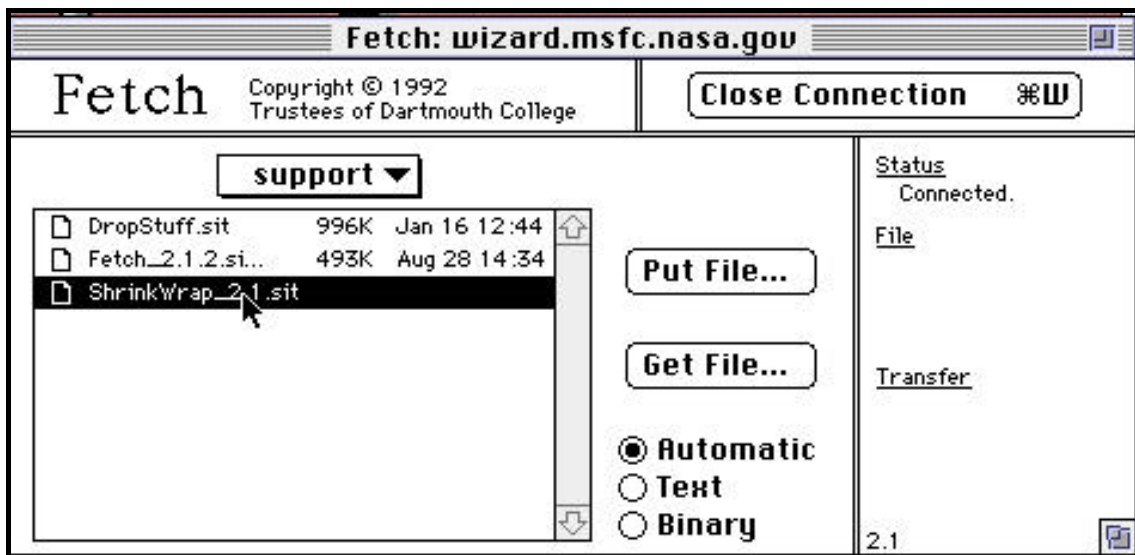 Fetch: wizard.msfc.nasa.gov
Fetch
Copyright © 1992
Trustees of Dartmouth College
Close Connection ⌘W
support
DropStuff.sit 996K Jan 16 12:44
Fetch_2.1.2.si... 493K Aug 28 14:34
ShrinkWrap_2.1.sit
Put File...
Get File...
Automatic
Text
Binary
Status
Connected.
File
Transfer
2.1